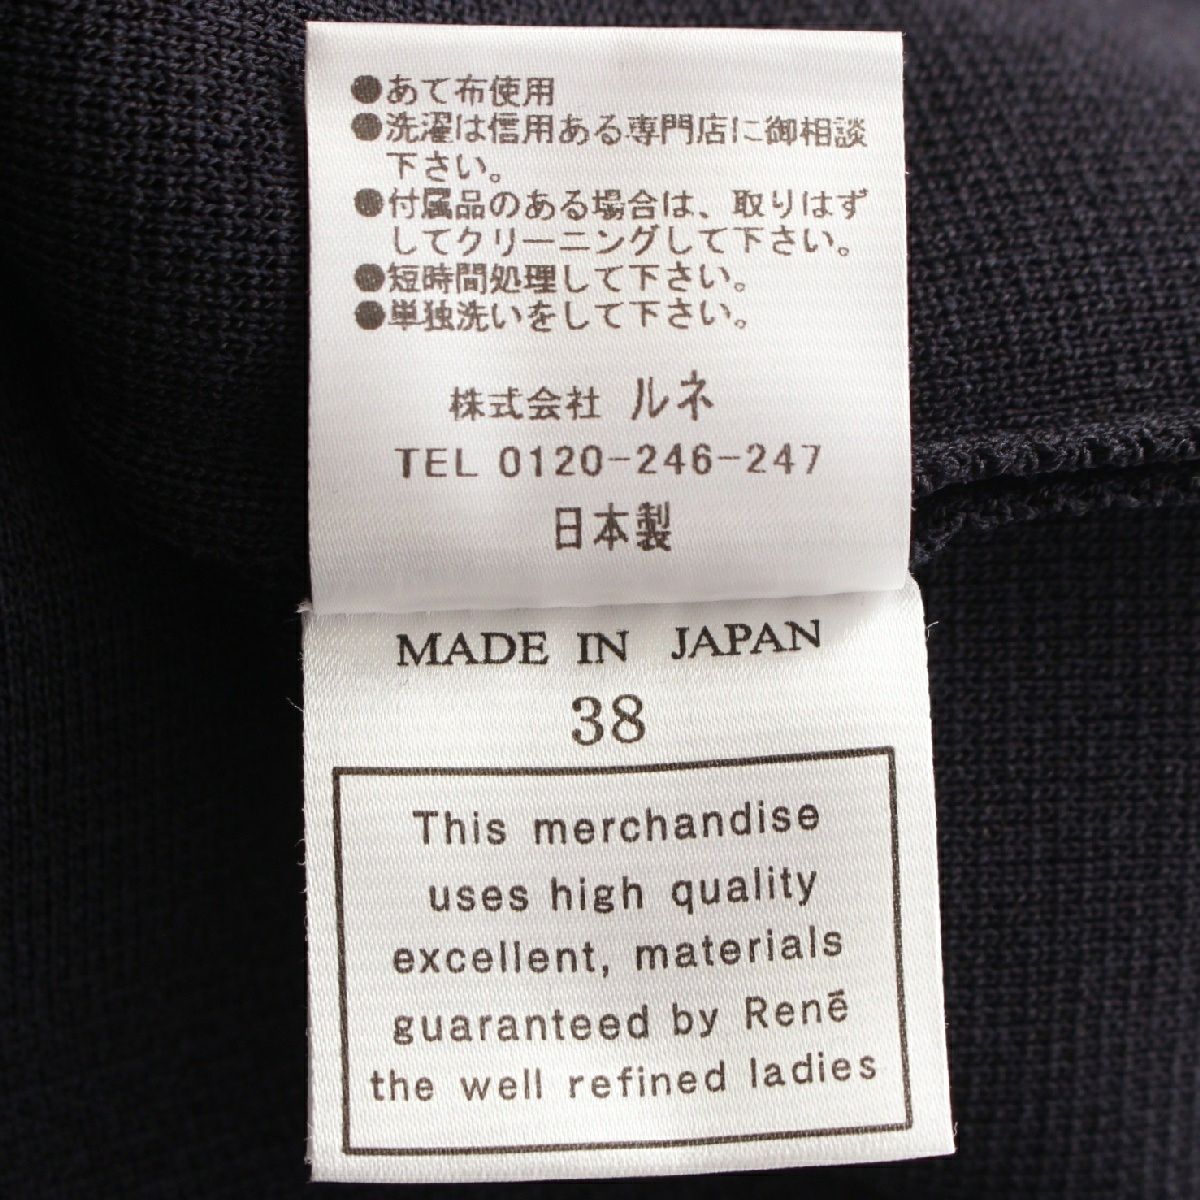 ●あて布使用
●洗濯は信用ある専門店に御相談
下さい。
●付属品のある場合は、取りはず
してクリーニングして下さい。
●短時間処理して下さい。
●単独洗いをして下さい。
株式会社 ルネ
TEL 0120-246-247
日本製
MADE IN JAPAN
38
This merchandise
uses high quality
excellent, materials
guaranteed by Renē
the well refined ladies